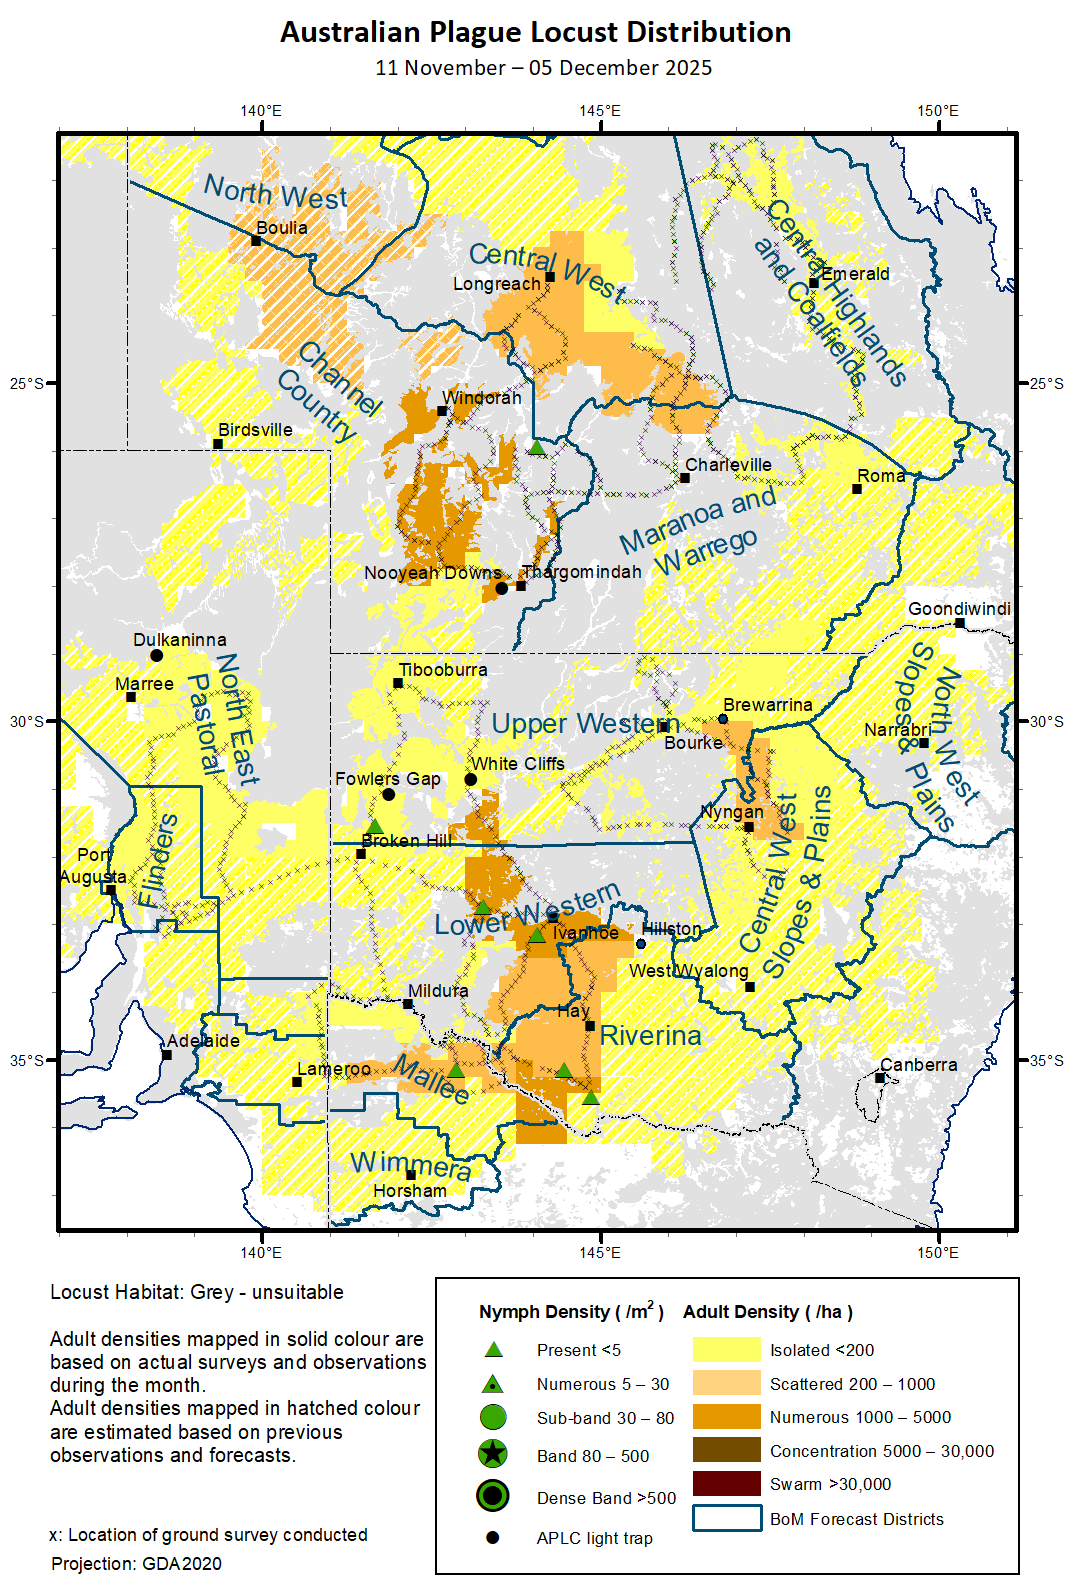 Australian Plague Locust Distribution
11 November – 05 December 2025
140°E
145°E
150°E
North West
Boulia
Central West
Longreach
Central Highlands
and Coalfields
Emerald
25°S
25°S
Channel
Country
Windorah
Birdsville
Charleville
Roma
Maranoa and
Warrego
Nooyeah Downs
Thargomindah
Goondiwindi
Dulkaninna
Marree
North East
Pastoral
Tibooburra
Brewarrina
North West
Slopes &
Plains
30°S
30°S
Upper Western
Bourke
Narrabri
White Cliffs
Fowlers Gap
Nyngan
Broken Hill
Port
Augusta
Flinders
Central West
Slopes & Plains
Lower Western
Ivanhoe
Hillston
West Wyalong
Mildura
Hay
Riverina
Adelaide
35°S
35°S
Lameroo
Mallee
Canberra
Wimmera
Horsham
140°E
145°E
150°E
Locust Habitat: Grey - unsuitable
Adult densities mapped in solid colour are
based on actual surveys and observations
during the month.
Adult densities mapped in hatched colour
are estimated based on previous
observations and forecasts.
x: Location of ground survey conducted
Projection: GDA2020
Nymph Density ( /m2 ) Adult Density ( /ha )
Present <5
Isolated <200
Numerous 5 – 30
Scattered 200 – 1000
Sub-band 30 – 80
Numerous 1000 – 5000
Band 80 – 500
Concentration 5000 – 30,000
Dense Band >500
Swarm >30,000
APLC light trap
BoM Forecast Districts